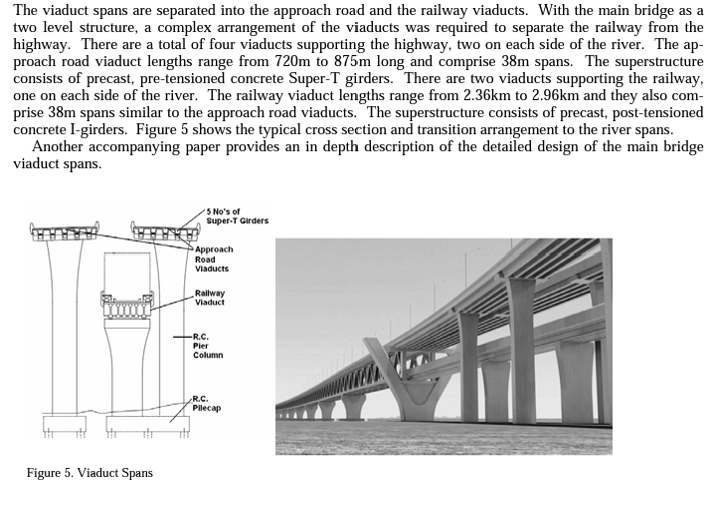 The viaduct spans are separated into the approach road and the railway viaducts. With the main bridge as a
two level structure, a complex arrangement of the viaducts was required to separate the railway from the
highway. There are a total of four viaducts supporting the highway, two on each side of the river. The ap-
proach road viaduct lengths range from 720m to 875m long and comprise 38m spans. The superstructure
consists of precast, pre-tensioned concrete Super-T girders. There are two viaducts supporting the railway,
one on each side of the river. The railway viaduct lengths range from 2.36km to 2.96km and they also com-
prise 38m spans similar to the approach road viaducts. The superstructure consists of precast, post-tensioned
concrete I-girders. Figure 5 shows the typical cross section and transition arrangement to the river spans.
Another accompanying paper provides an in depth description of the detailed design of the main bridge
viaduct spans.
5 No's of
Super-T Girders
Approach
Road
Viaducts
Railway
Viaduct
R.C.
Pier
Column
R.C.
Pilecap
Figure 5. Viaduct Spans